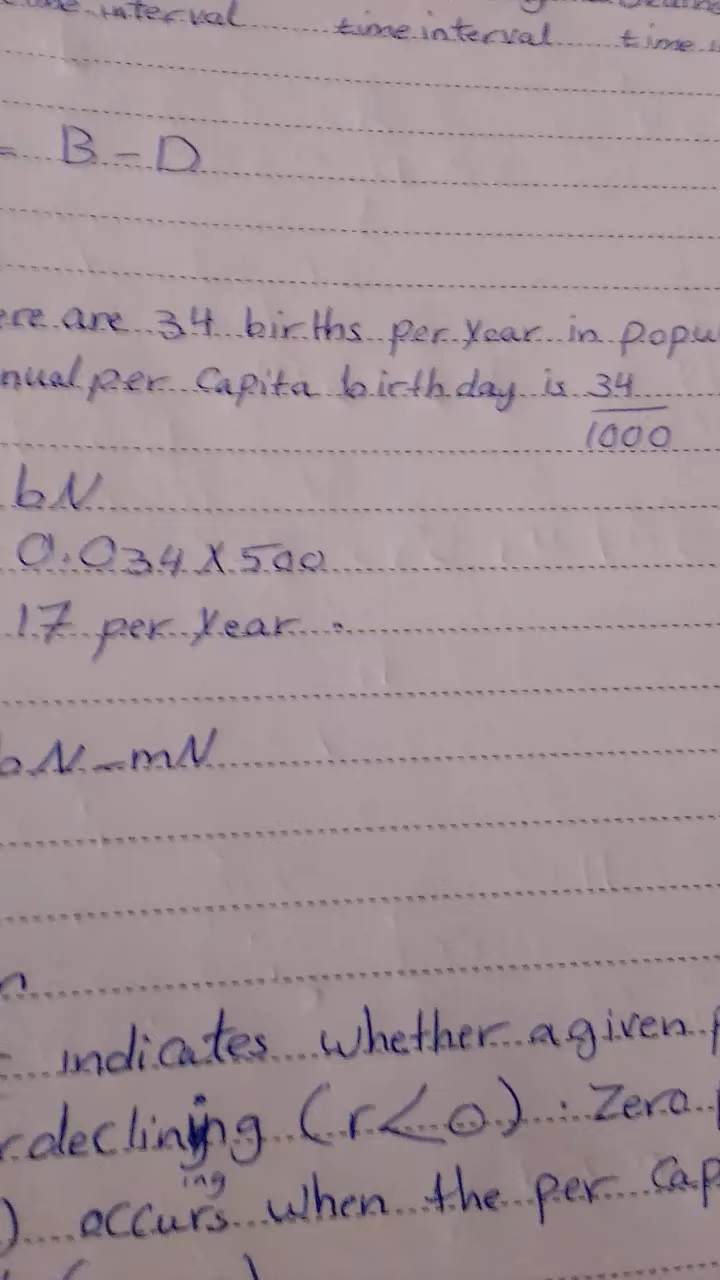 interval time interval time
= B - D
ere are 34 births per year in popu
nual per Capita birthday is 34/1000
bN
0.034 X 500
17 per year.
bN - mN
indicates whether a given
declining (r<0). Zero
ing
) occurs when the per cap